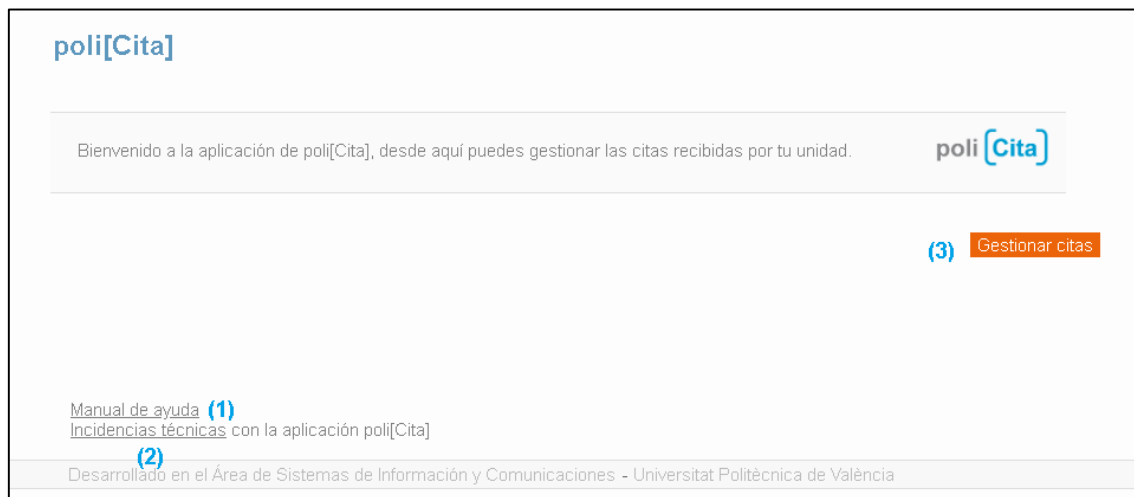 poli[Cita]
Bienvenido a la aplicación de poli[Cita], desde aquí puedes gestionar las citas recibidas por tu unidad.
poli [Cita]
(3) Gestionar citas
Manual de ayuda (1)
Incidencias técnicas con la aplicación poli[Cita]
(2)
Desarrollado en el Área de Sistemas de Información y Comunicaciones - Universitat Politècnica de València